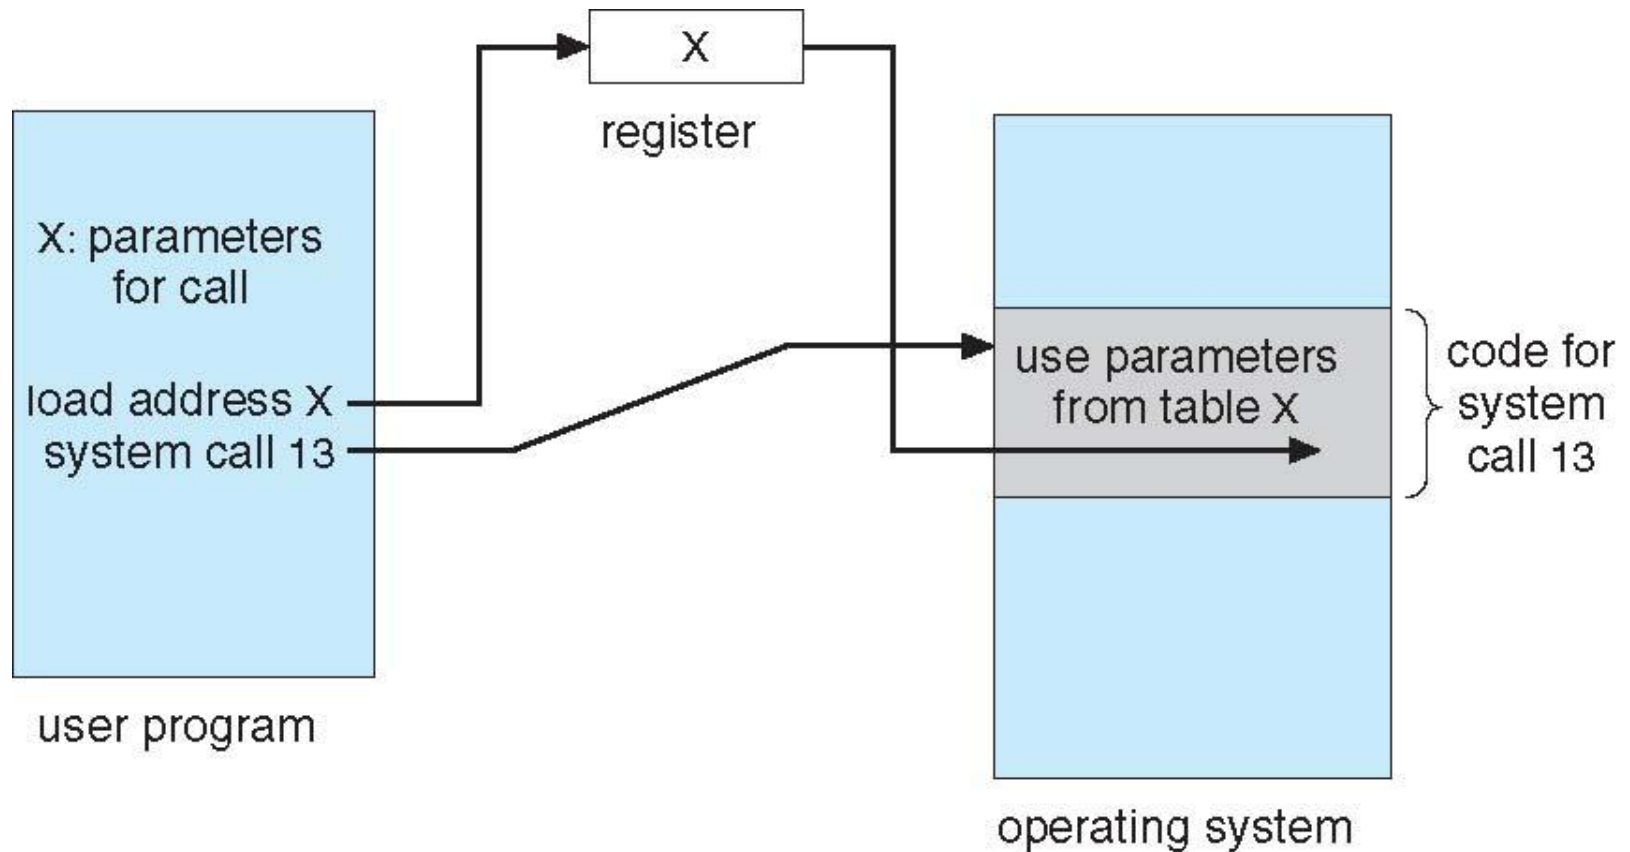 X
register
X: parameters
for call
load address X
system call 13
user program
use parameters
from table X
code for
system
call 13
operating system